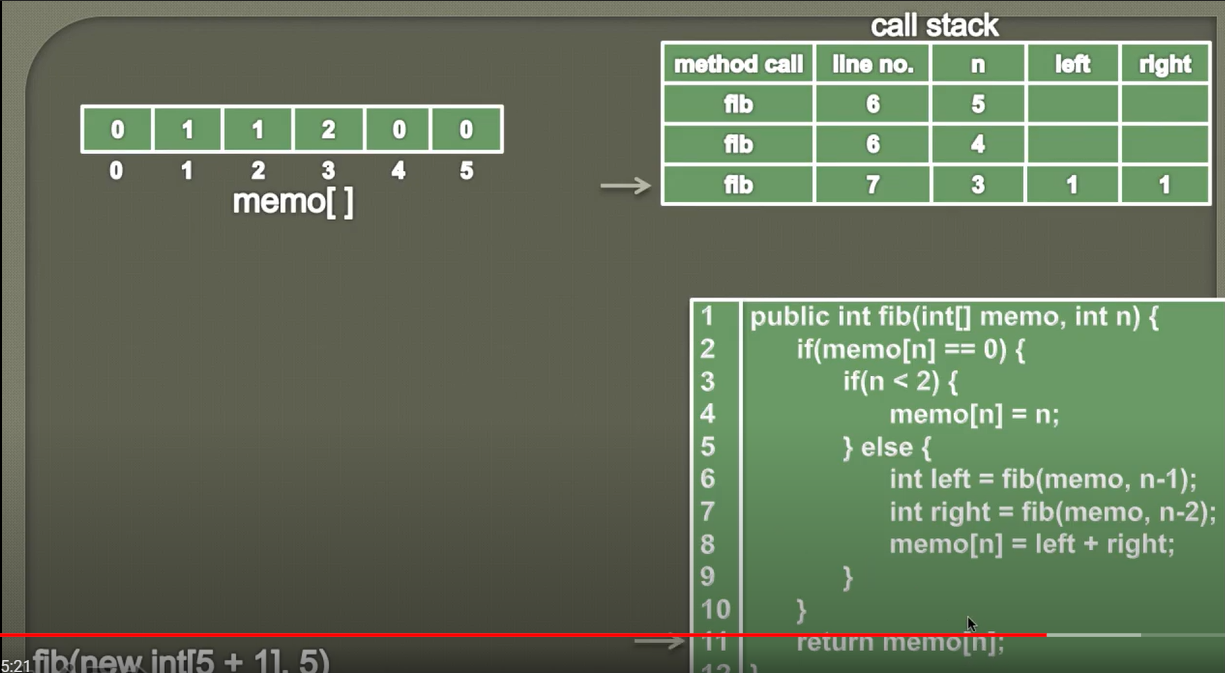 call stack
method call line no. n left right
fib 6 5
fib 6 4
fib 7 3 1 1
0 1 1 2 0 0
0 1 2 3 4 5
memo[ ]
1 public int fib(int[] memo, int n) {
2 if(memo[n] == 0) {
3 if(n < 2) {
4 memo[n] = n;
5 } else {
6 int left = fib(memo, n-1);
7 int right = fib(memo, n-2);
8 memo[n] = left + right;
9 }
10 }
11 return memo[n];
12 }
5:21 fib(new int[5 + 1], 5)